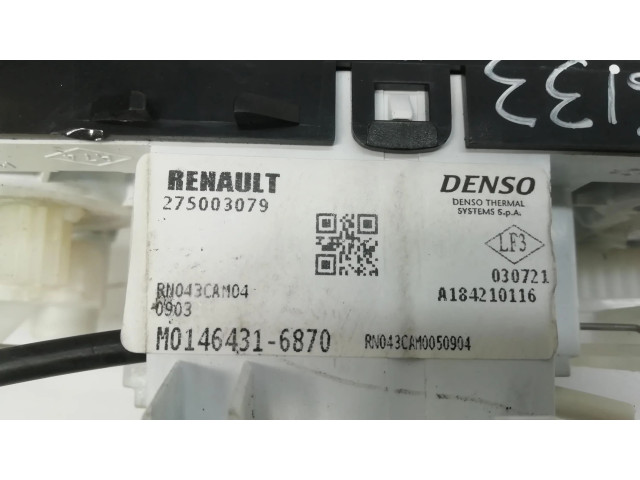 RENAULT
275003079
DENSO
DENSO THERMAL
SYSTEMS S.p.A.
LF3
030721
A184210116
RN043CAM04
0903
M0146431-6870
RN043CAM0050904